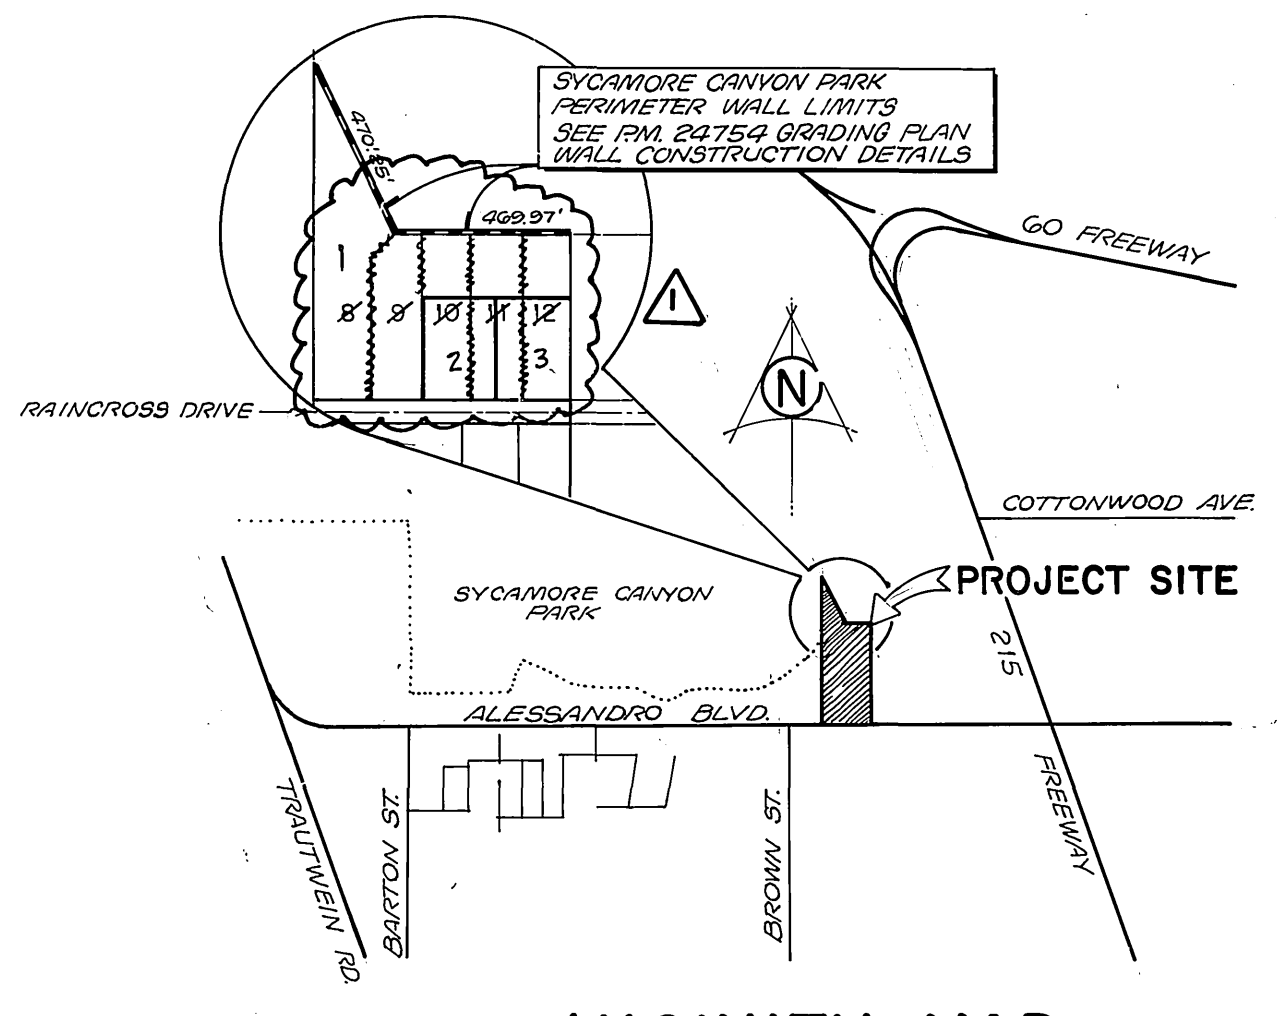 SYCAMORE CANYON PARK
PERIMETER WALL LIMITS
SEE P.M. 24754 GRADING PLAN
WALL CONSTRUCTION DETAILS
469.97'
60 FREEWAY
1
1
8 9 10 11 12
2 3
N
RAINCROSS DRIVE
COTTONWOOD AVE.
PROJECT SITE
SYCAMORE CANYON
PARK
215
FREEWAY
ALESSANDRO BLVD.
TRAUTWEIN RD.
BARTON ST.
BROWN ST.